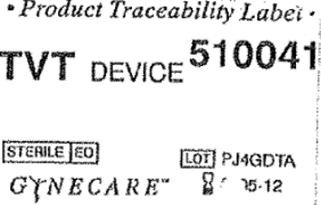 • Product Traceability Label •
TVT DEVICE 510041
STERILE EO
LOT PJ4GDTA
GYNECARE™